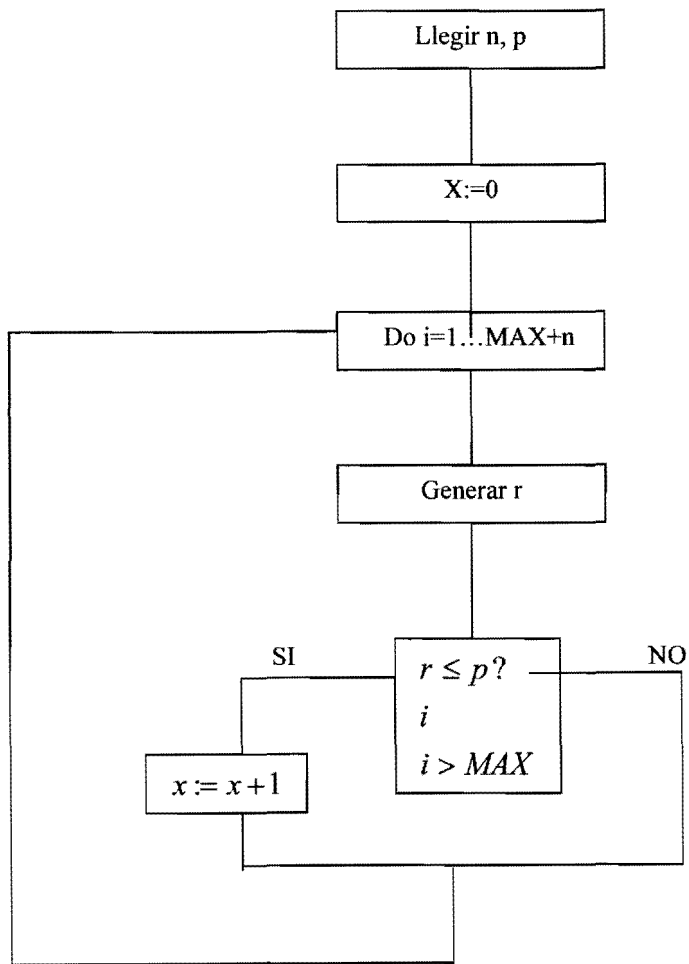 Llegir n, p
X:=0
Do i=1...MAX+n
Generar r
SI
NO
r ≤ p?
i
i > MAX
x := x+1